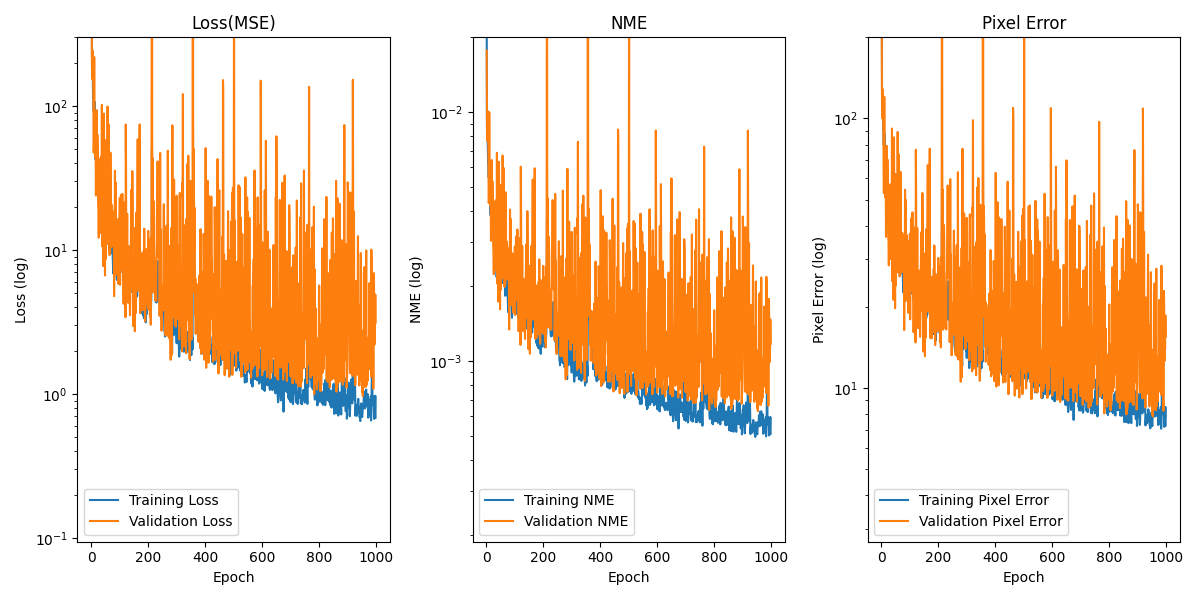 Loss(MSE)
Loss (log)
10²
10¹
10⁰
10⁻¹
0 200 400 600 800 1000
Epoch
Training Loss
Validation Loss
NME
NME (log)
10⁻²
10⁻³
0 200 400 600 800 1000
Epoch
Training NME
Validation NME
Pixel Error
Pixel Error (log)
10²
10¹
0 200 400 600 800 1000
Epoch
Training Pixel Error
Validation Pixel Error